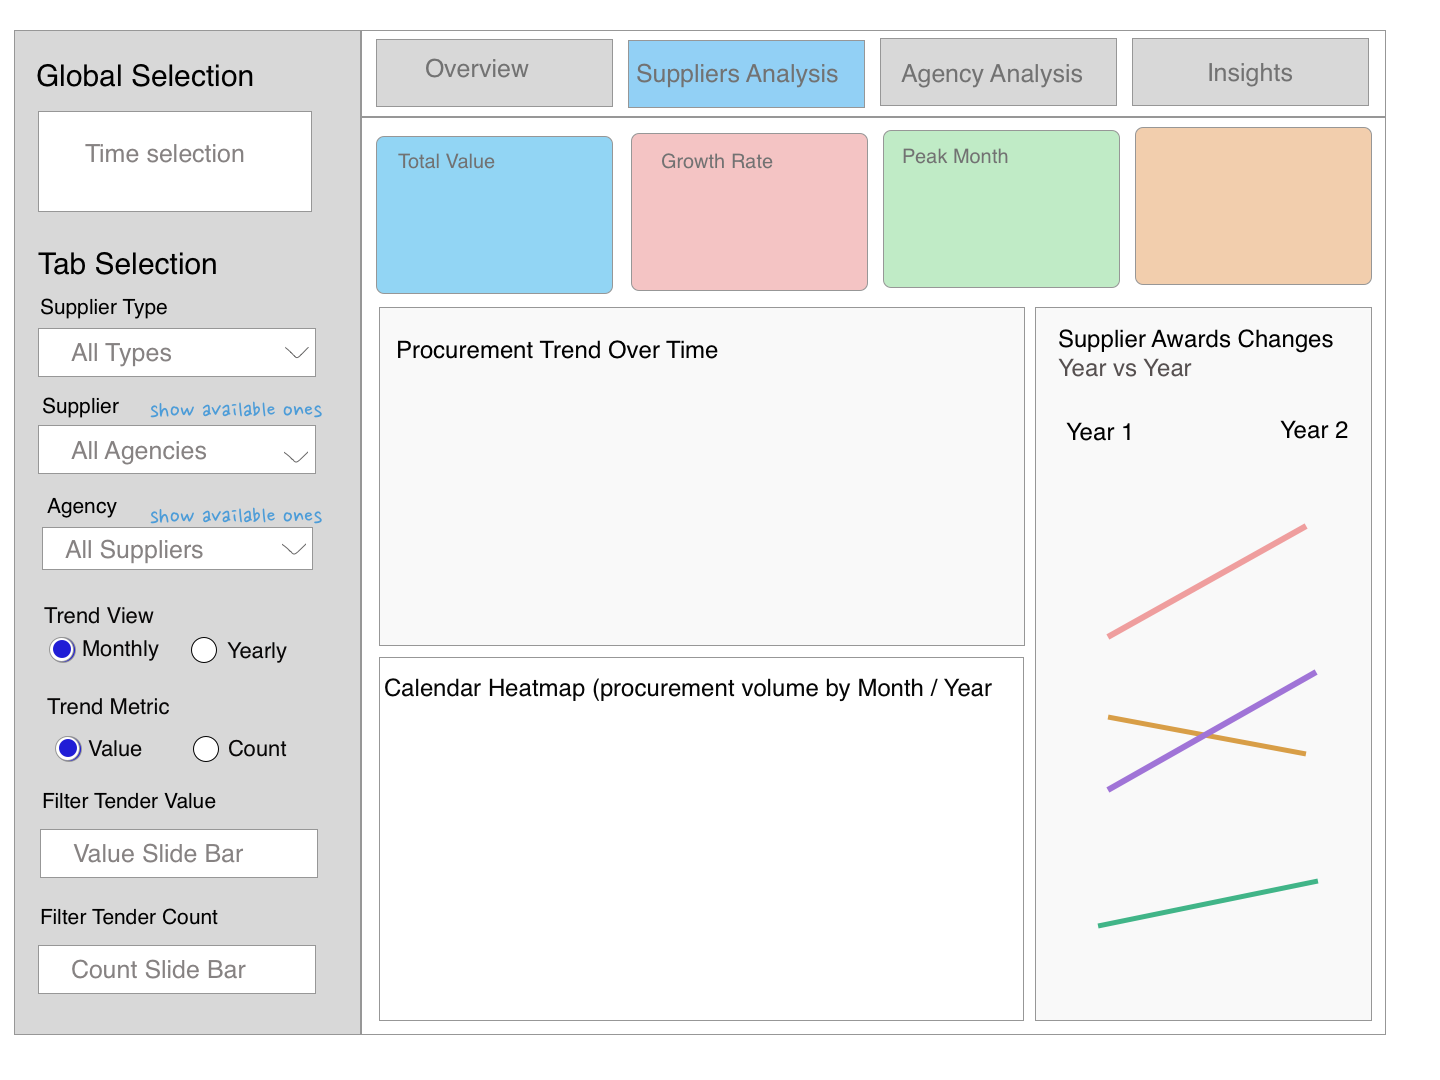 Global Selection
Time selection
Tab Selection
Supplier Type
All Types
Supplier show available ones
All Agencies
Agency show available ones
All Suppliers
Trend View
Monthly Yearly
Trend Metric
Value Count
Filter Tender Value
Value Slide Bar
Filter Tender Count
Count Slide Bar
Overview Suppliers Analysis Agency Analysis Insights
Total Value Growth Rate Peak Month
Procurement Trend Over Time
Calendar Heatmap (procurement volume by Month / Year
Supplier Awards Changes
Year vs Year
Year 1 Year 2